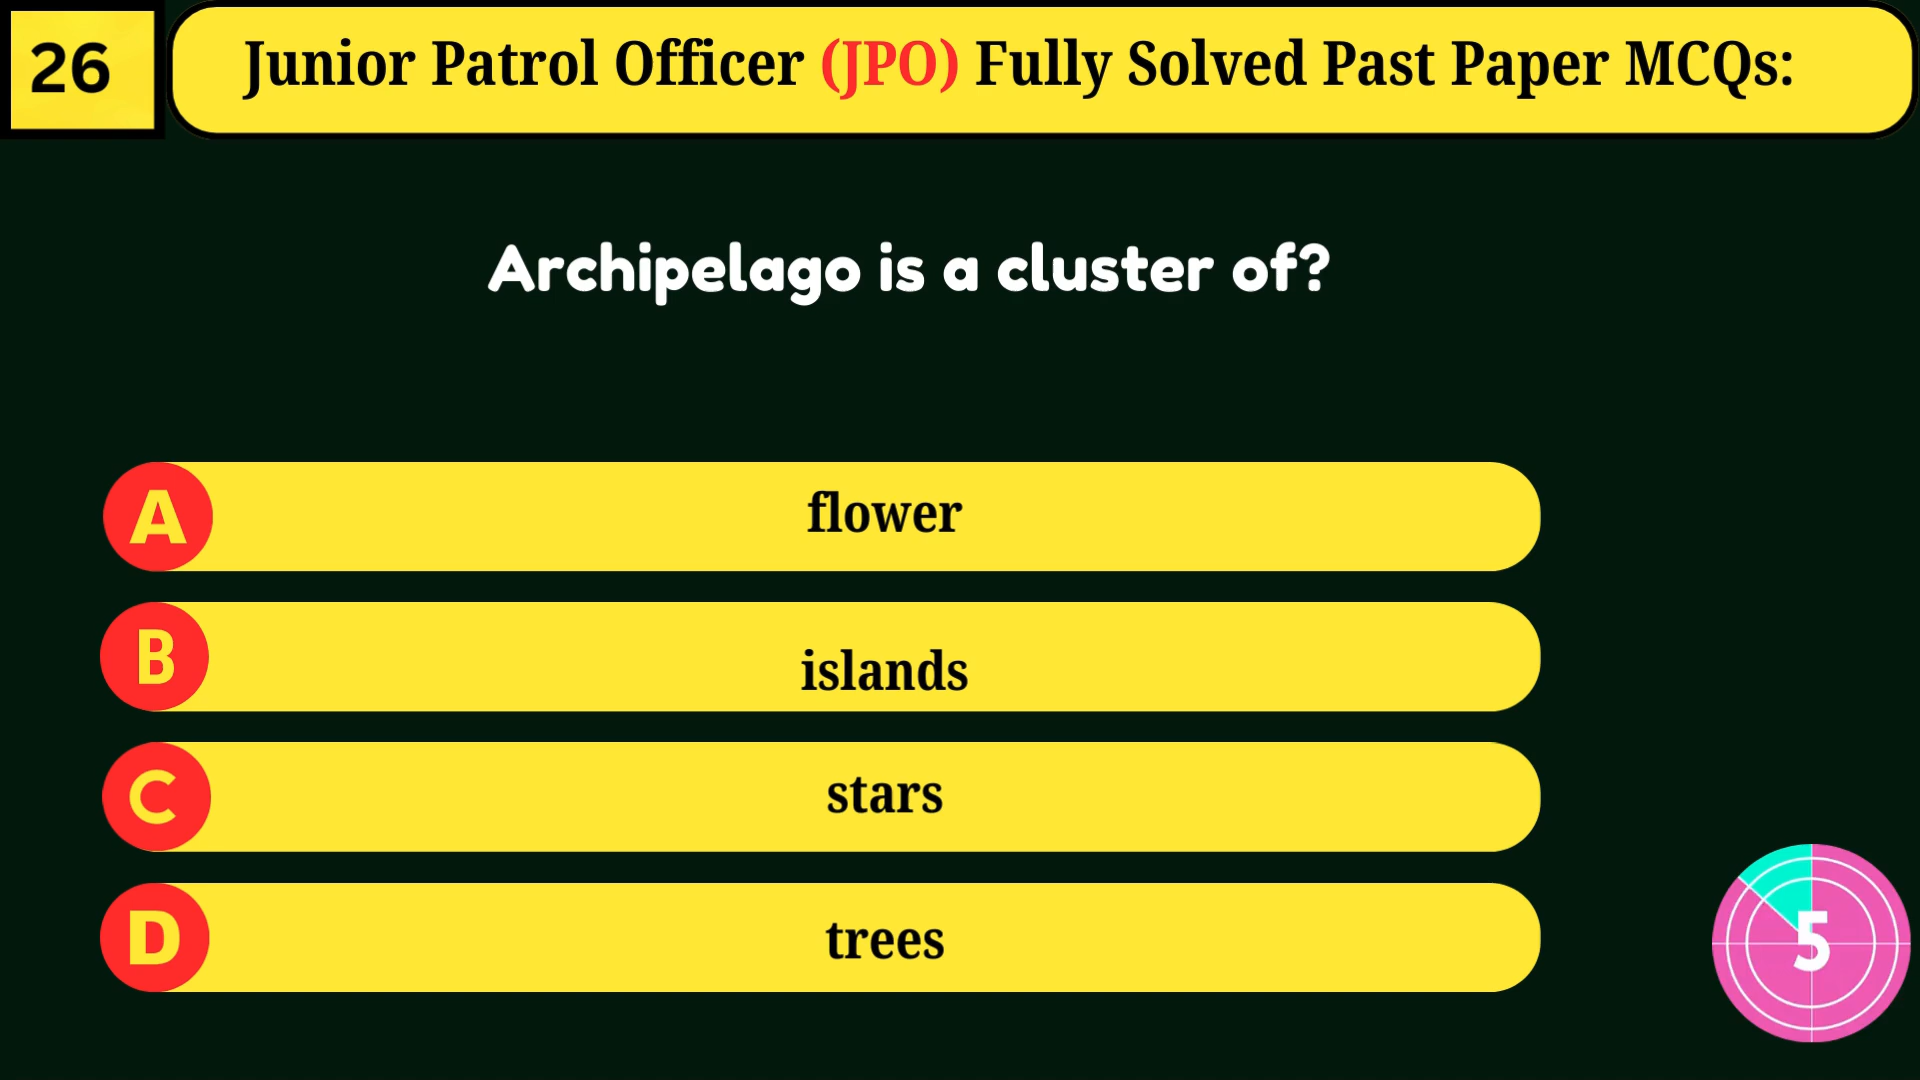 26
Junior Patrol Officer (JPO) Fully Solved Past Paper MCQs:
Archipelago is a cluster of?
A flower
B islands
C stars
D trees
5